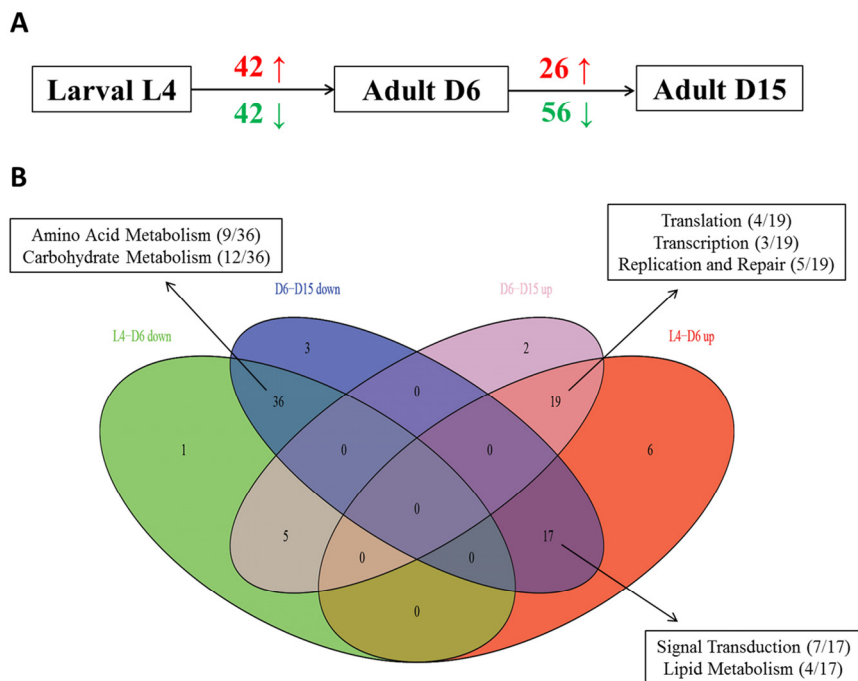 A
42 ↑ 26 ↑
Larval L4 Adult D6 Adult D15
42 ↓ 56 ↓
B
Amino Acid Metabolism (9/36)
Carbohydrate Metabolism (12/36)
Translation (4/19)
Transcription (3/19)
Replication and Repair (5/19)
D6-D15 down
D6-D15 up
L4-D6 down
L4-D6 up
3
2
0
36
19
1
0
0
6
0
5
17
0
0
0
Signal Transduction (7/17)
Lipid Metabolism (4/17)